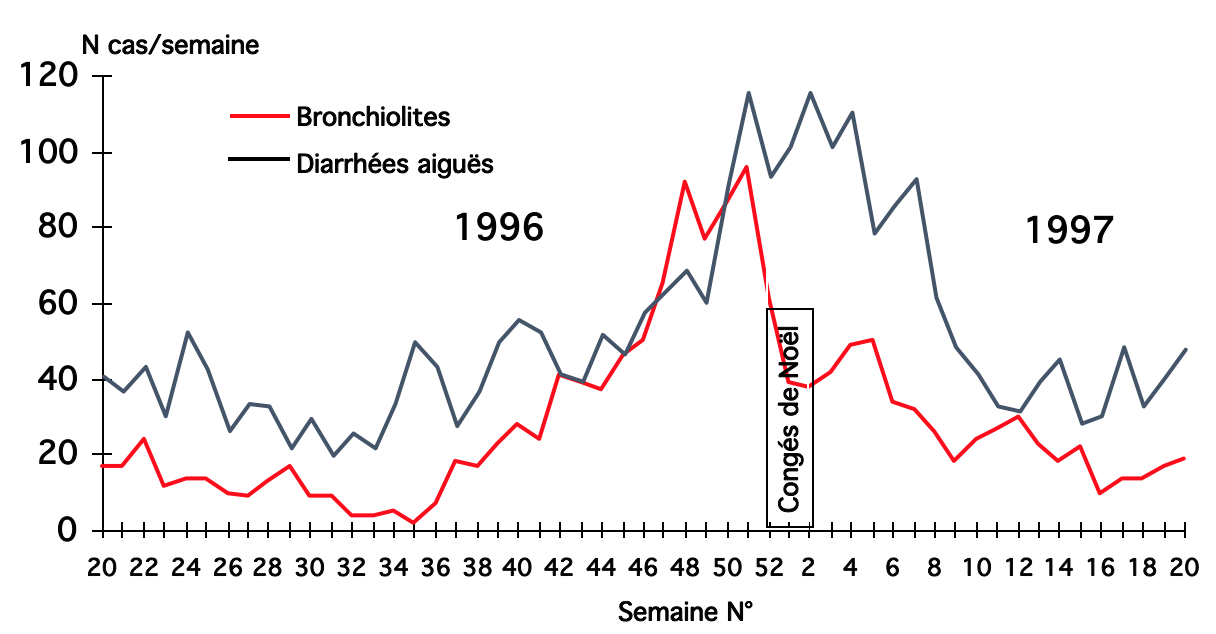 N cas/semaine
120
100
80
60
40
20
0
Bronchiolites
Diarrhées aiguës
1996
1997
Congés de Noël
20 22 24 26 28 30 32 34 36 38 40 42 44 46 48 50 52 2 4 6 8 10 12 14 16 18 20
Semaine N°